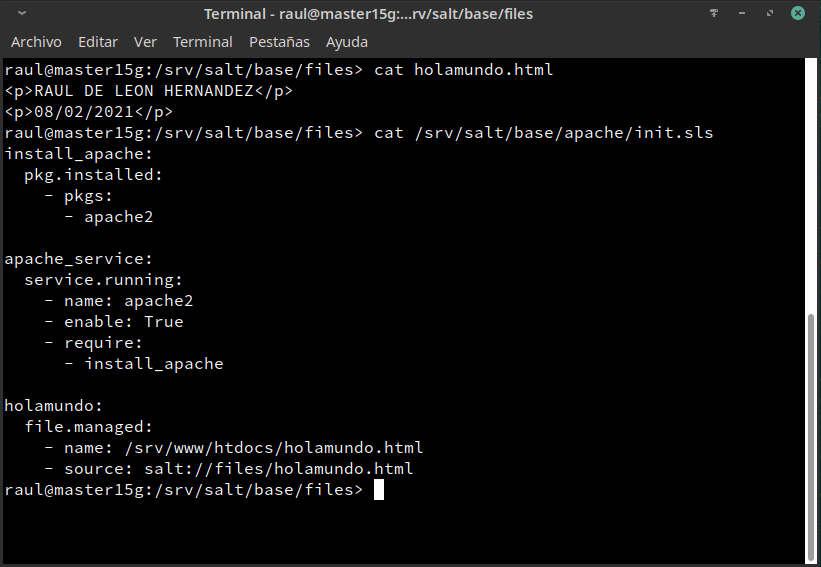 Terminal - raul@master15g:...rv/salt/base/files
Archivo Editar Ver Terminal Pestañas Ayuda
raul@master15g:/srv/salt/base/files> cat holamundo.html
<p>RAUL DE LEON HERNANDEZ</p>
<p>08/02/2021</p>
raul@master15g:/srv/salt/base/files> cat /srv/salt/base/apache/init.sls
install_apache:
  pkg.installed:
    - pkgs:
      - apache2

apache_service:
  service.running:
    - name: apache2
    - enable: True
    - require:
      - install_apache

holamundo:
  file.managed:
    - name: /srv/www/htdocs/holamundo.html
    - source: salt://files/holamundo.html
raul@master15g:/srv/salt/base/files>